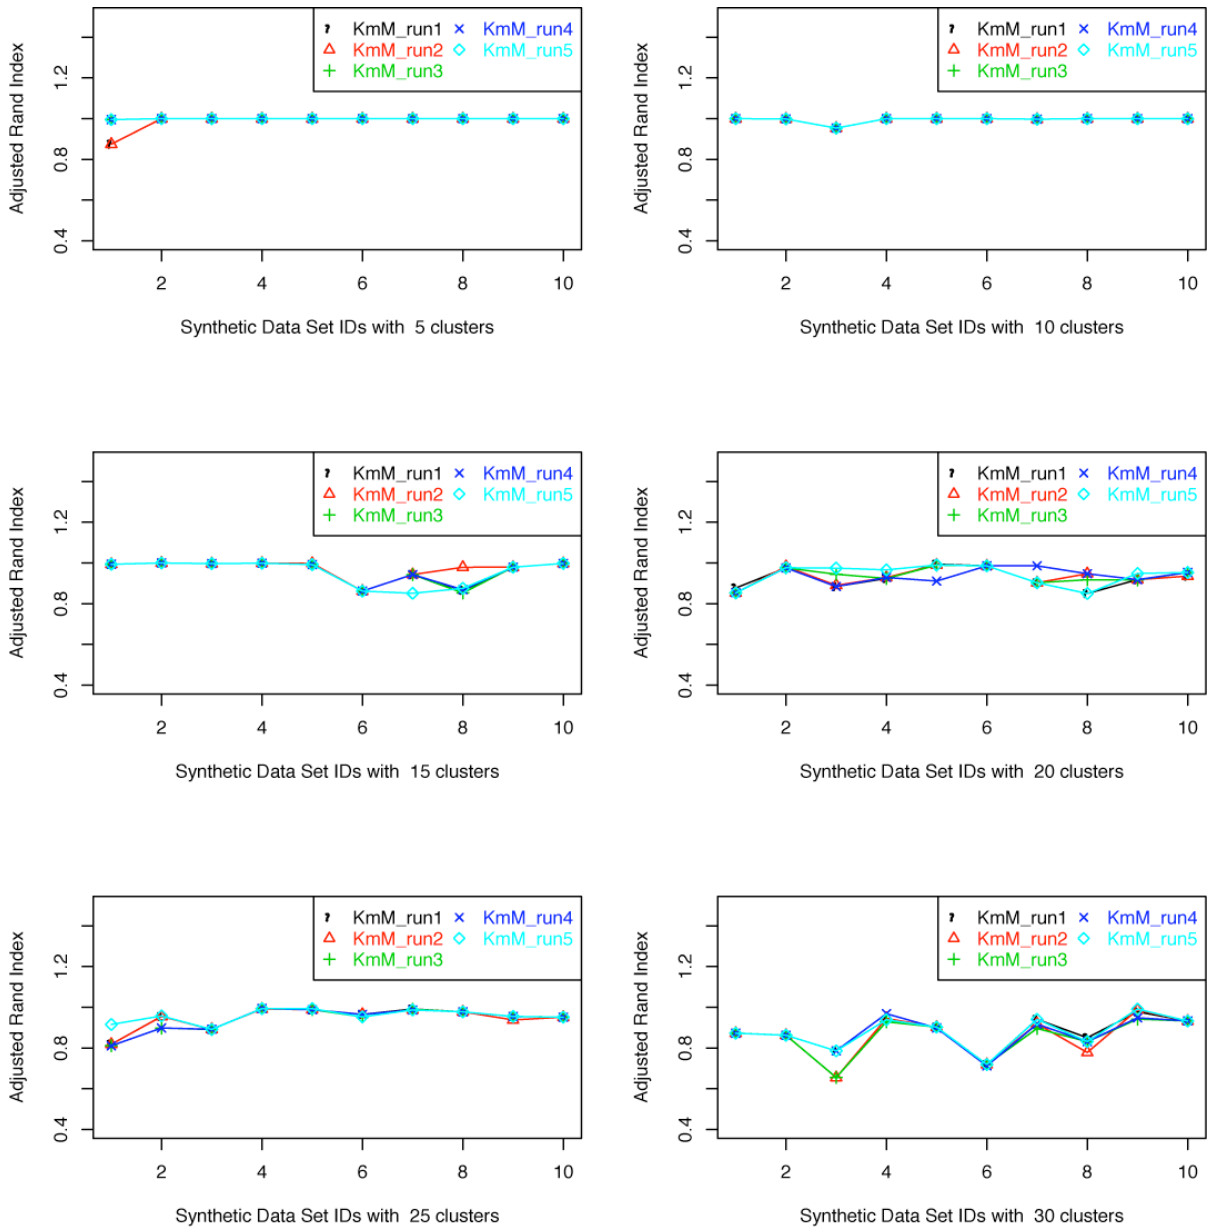 KmM_run1 KmM_run4
KmM_run2 KmM_run5
KmM_run3
Adjusted Rand Index
1.2
0.8
0.4
2 4 6 8 10
Synthetic Data Set IDs with 5 clusters
KmM_run1 KmM_run4
KmM_run2 KmM_run5
KmM_run3
Adjusted Rand Index
1.2
0.8
0.4
2 4 6 8 10
Synthetic Data Set IDs with 10 clusters
KmM_run1 KmM_run4
KmM_run2 KmM_run5
KmM_run3
Adjusted Rand Index
1.2
0.8
0.4
2 4 6 8 10
Synthetic Data Set IDs with 15 clusters
KmM_run1 KmM_run4
KmM_run2 KmM_run5
KmM_run3
Adjusted Rand Index
1.2
0.8
0.4
2 4 6 8 10
Synthetic Data Set IDs with 20 clusters
KmM_run1 KmM_run4
KmM_run2 KmM_run5
KmM_run3
Adjusted Rand Index
1.2
0.8
0.4
2 4 6 8 10
Synthetic Data Set IDs with 25 clusters
KmM_run1 KmM_run4
KmM_run2 KmM_run5
KmM_run3
Adjusted Rand Index
1.2
0.8
0.4
2 4 6 8 10
Synthetic Data Set IDs with 30 clusters